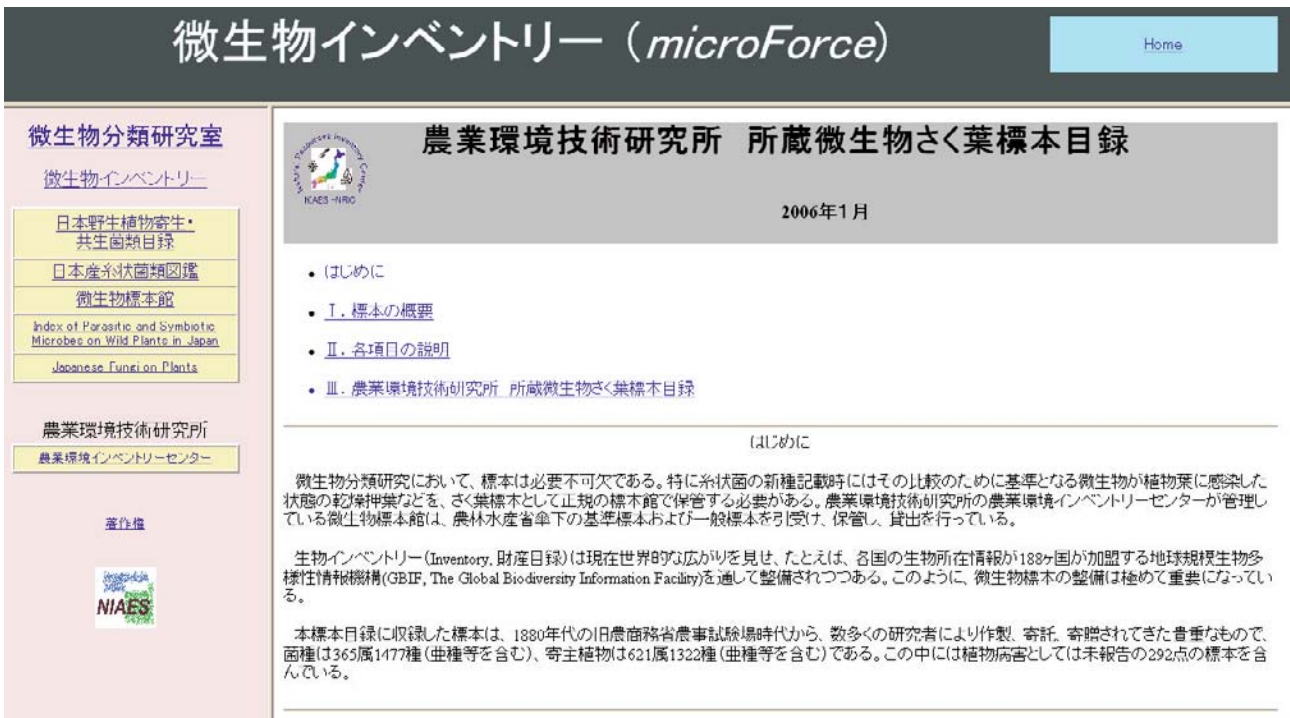 微生物インベントリー（microForce）
Home
微生物分類研究室
微生物インベントリー
日本野生植物寄生・
共生菌類目録
日本産糸状菌類図鑑
微生物標本館
Index of Parasitic and Symbiotic
Microbes on Wild Plants in Japan
Japanese Fungi on Plants
農業環境技術研究所
農業環境インベントリーセンター
著作権
NIAES
農業環境技術研究所　所蔵微生物さく葉標本目録
2006年1月
• はじめに
• Ⅰ．標本の概要
• Ⅱ．各項目の説明
• Ⅲ．農業環境技術研究所 所蔵微生物さく葉標本目録
はじめに
微生物分類研究において、標本は必要不可欠である。特に糸状菌の新種記載時にはその比較のために基準となる微生物が植物葉に感染した
状態の乾燥押葉などを、さく葉標本として正規の標本館で保管する必要がある。農業環境技術研究所の農業環境インベントリーセンターが管理し
ている微生物標本館は、農林水産省傘下の基準標本および一般標本を引受け、保管し、貸出を行っている。
生物インベントリー(Inventory, 財産目録)は現在世界的な広がりを見せ、たとえば、各国の生物所在情報が188ヶ国が加盟する地球規模生物多
様性情報機構(GBIF, The Global Biodiversity Information Facility)を通して整備されつつある。このように、微生物標本の整備は極めて重要になってい
る。
本標本目録に収録した標本は、1880年代の旧農商務省農事試験場時代から、数多くの研究者により作製、寄託、寄贈されてきた貴重なもので、
菌種は365属1477種(亜種等を含む)、寄主植物は621属1322種(亜種等を含む)である。この中には植物病害としては未報告の292点の標本を含
んでいる。